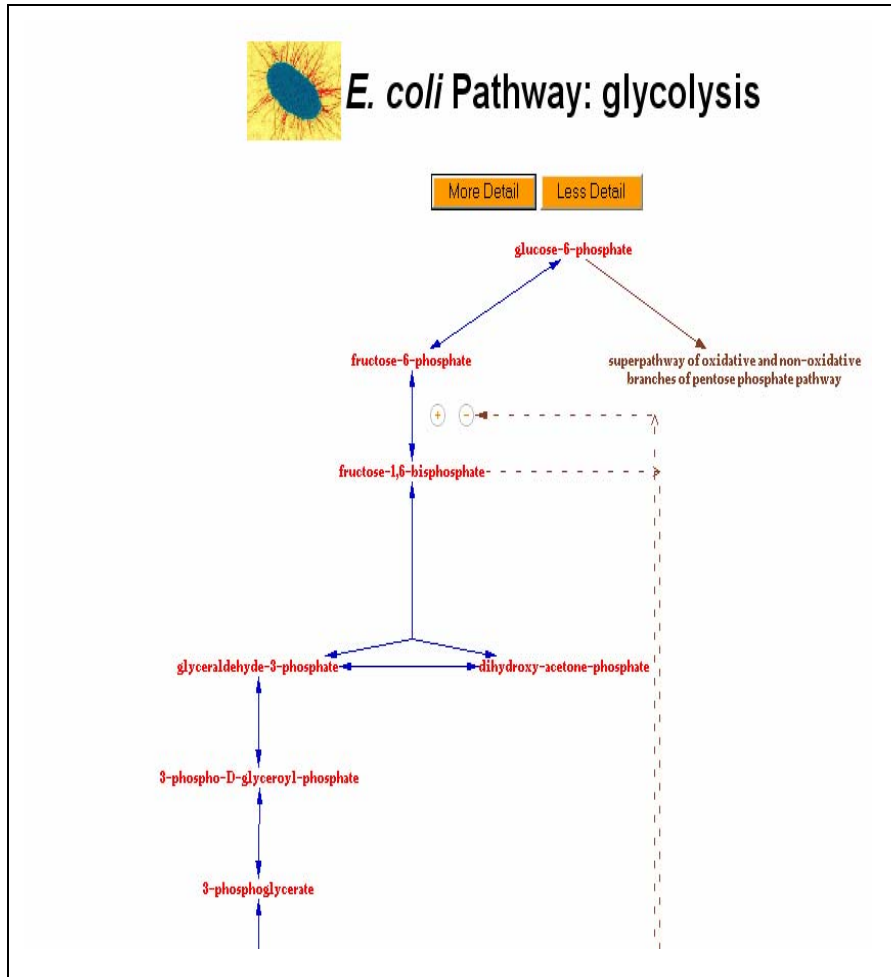 E. coli Pathway: glycolysis
More Detail
Less Detail
glucose-6-phosphate
fructose-6-phosphate
superpathway of oxidative and non-oxidative
branches of pentose phosphate pathway
+
-
fructose-1,6-bisphosphate
glyceraldehyde-3-phosphate
dihydroxy-acetone-phosphate
3-phospho-D-glyceroyl-phosphate
3-phosphoglycerate